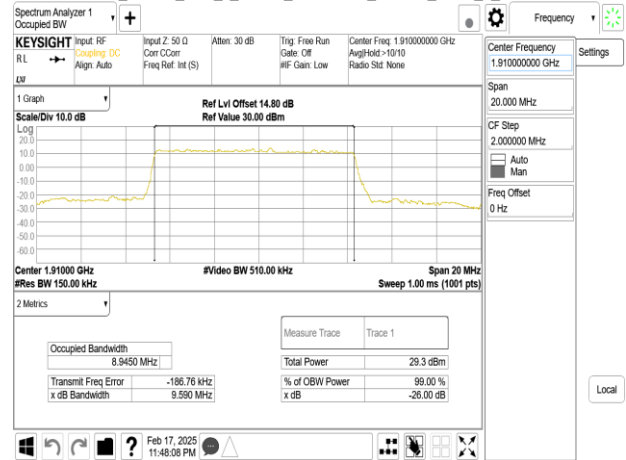 Spectrum Analyzer 1
Occupied BW
Frequency
KEYSIGHT
RL
Input: RF
Coupling: DC
Align: Auto
Input Z: 50 Ω
Corr CCorr
Freq Ref: Int (S)
Atten: 30 dB
Trig: Free Run
Gate: Off
#IF Gain: Low
Center Freq: 1.910000000 GHz
Avg|Hold:>10/10
Radio Std: None
1 Graph
Ref Lvl Offset 14.80 dB
Scale/Div 10.0 dB
Ref Value 30.00 dBm
Log
20.0
10.0
0.00
-10.0
-20.0
-30.0
-40.0
-50.0
-60.0
Center 1.91000 GHz
#Video BW 510.00 kHz
Span 20 MHz
#Res BW 150.00 kHz
Sweep 1.00 ms (1001 pts)
2 Metrics
Measure Trace Trace 1
Occupied Bandwidth
8.9450 MHz
Total Power 29.3 dBm
Transmit Freq Error -186.76 kHz
% of OBW Power 99.00 %
x dB Bandwidth 9.590 MHz
x dB -26.00 dB
Center Frequency
1.910000000 GHz
Settings
Span
20.000 MHz
CF Step
2.000000 MHz
Auto
Man
Freq Offset
0 Hz
Local
?
Feb 17, 2025
11:48:08 PM